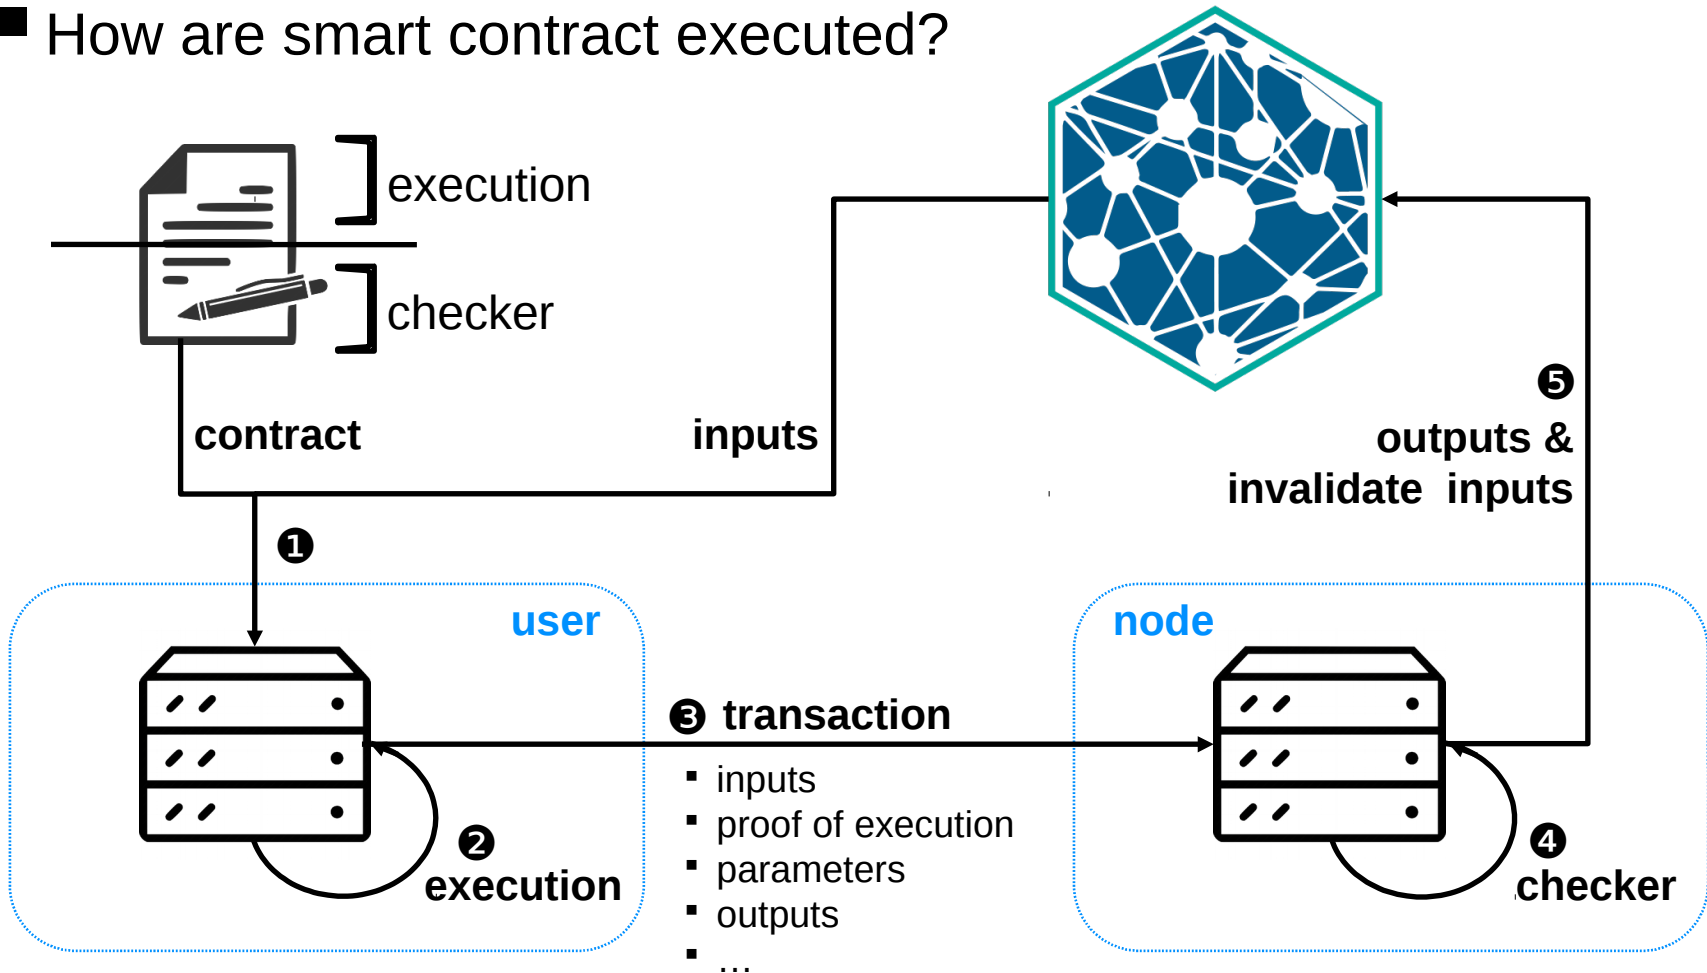 ■ How are smart contract executed?
execution
checker
contract
inputs
❺
outputs &
invalidate inputs
❶
user
node
❸ transaction
▪ inputs
▪ proof of execution
▪ parameters
▪ outputs
▪ ...
❷
execution
❹
checker